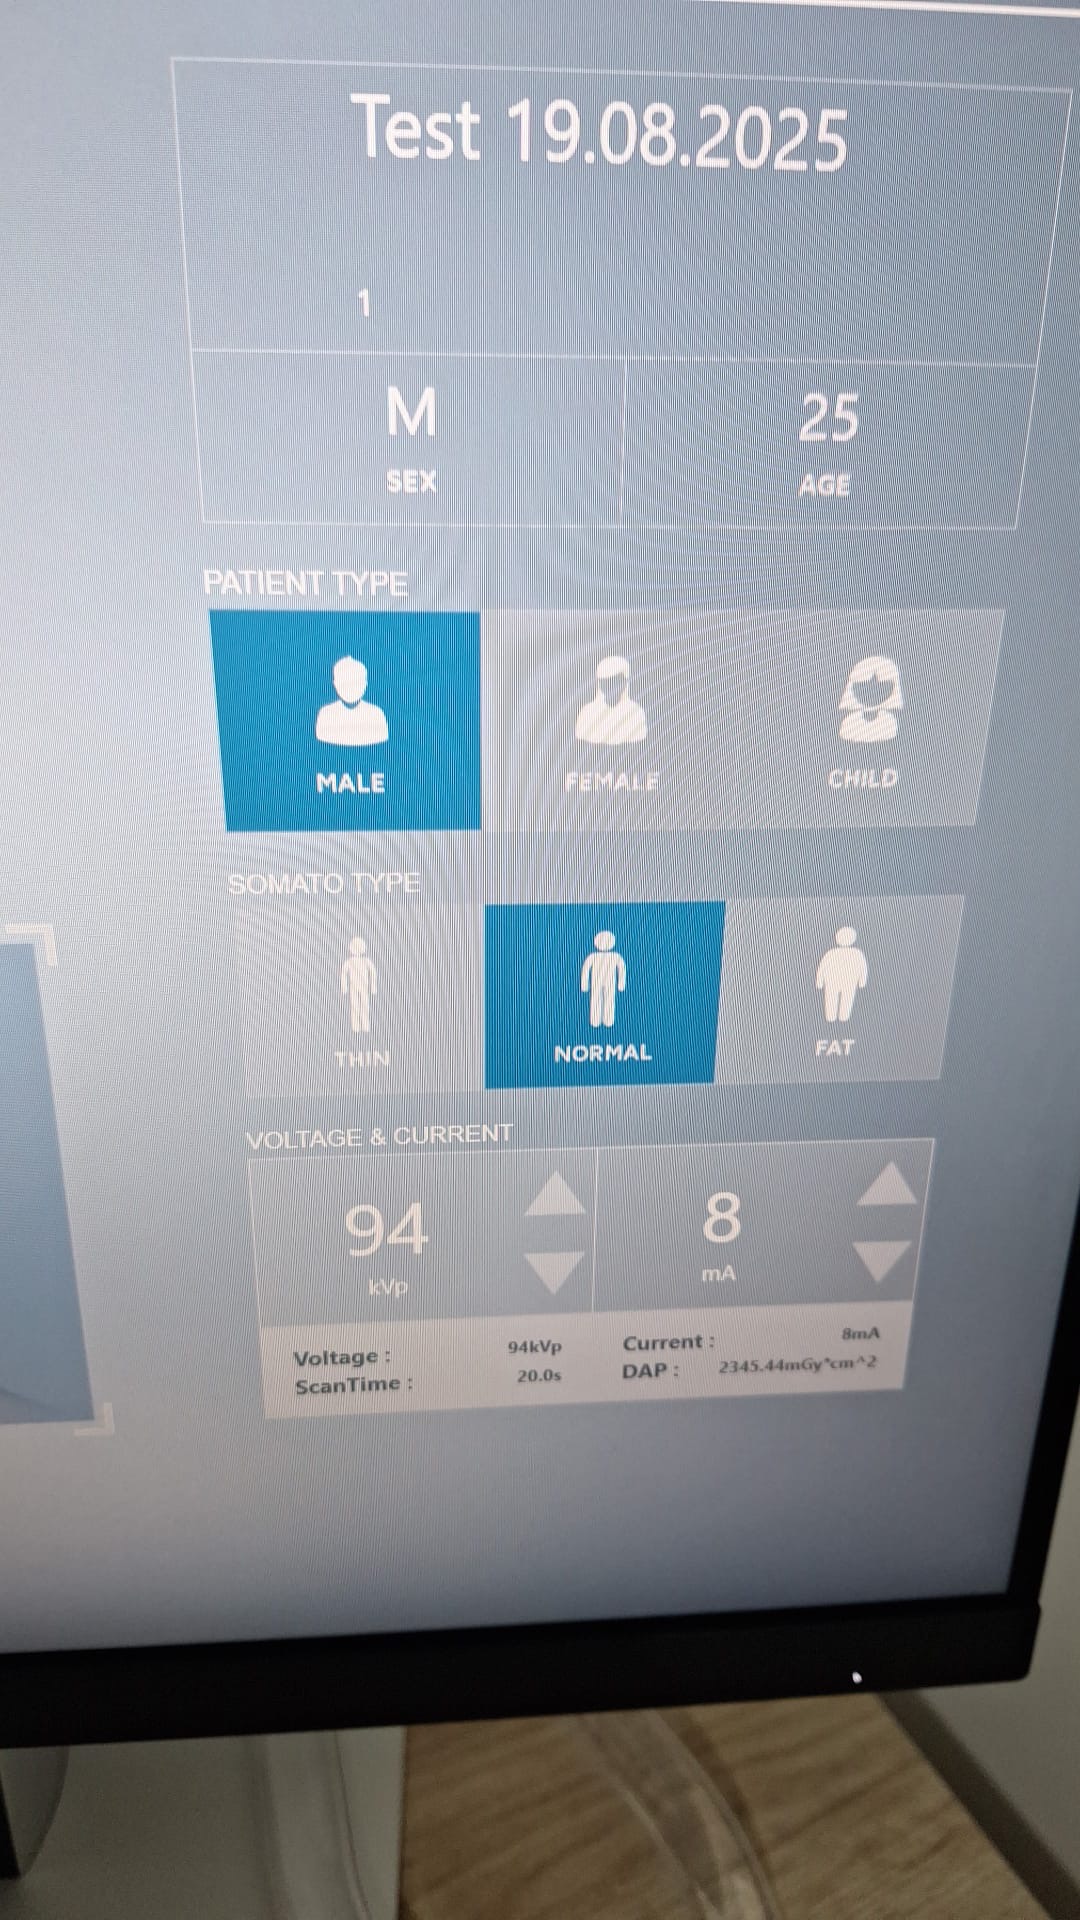 Test 19.08.2025
1
M
SEX
25
AGE
PATIENT TYPE
MALE
FEMALE
CHILD
SOMATO TYPE
THIN
NORMAL
FAT
VOLTAGE & CURRENT
94
kVp
8
mA
Voltage : 94kVp Current : 8mA
ScanTime : 20.0s DAP : 2345.44mGy*cm^2